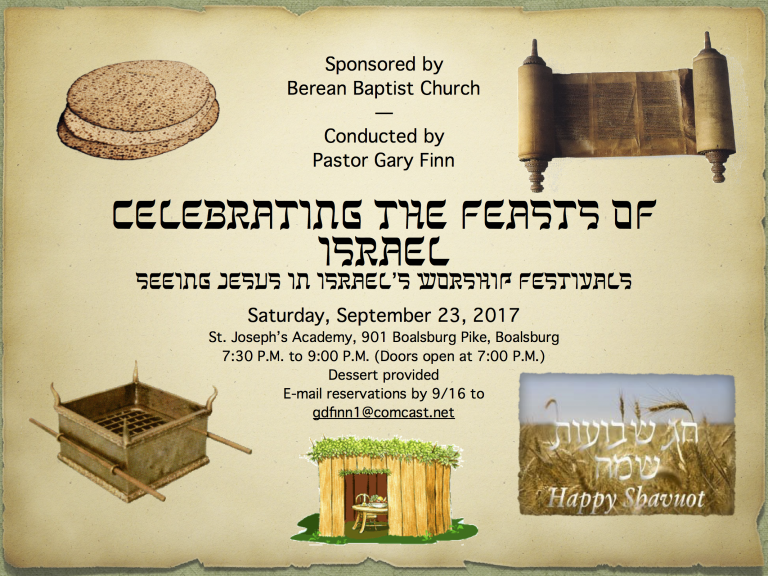 Sponsored by
Berean Baptist Church
—
Conducted by
Pastor Gary Finn
CELEBRATING THE FEASTS OF
ISRAEL
SEEING JESUS IN ISRAEL'S WORSHIP FESTIVALS
Saturday, September 23, 2017
St. Joseph's Academy, 901 Boalsburg Pike, Boalsburg
7:30 P.M. to 9:00 P.M. (Doors open at 7:00 P.M.)
Dessert provided
E-mail reservations by 9/16 to
gdfinn1@comcast.net
חג שבועות
שמח
Happy Shavuot